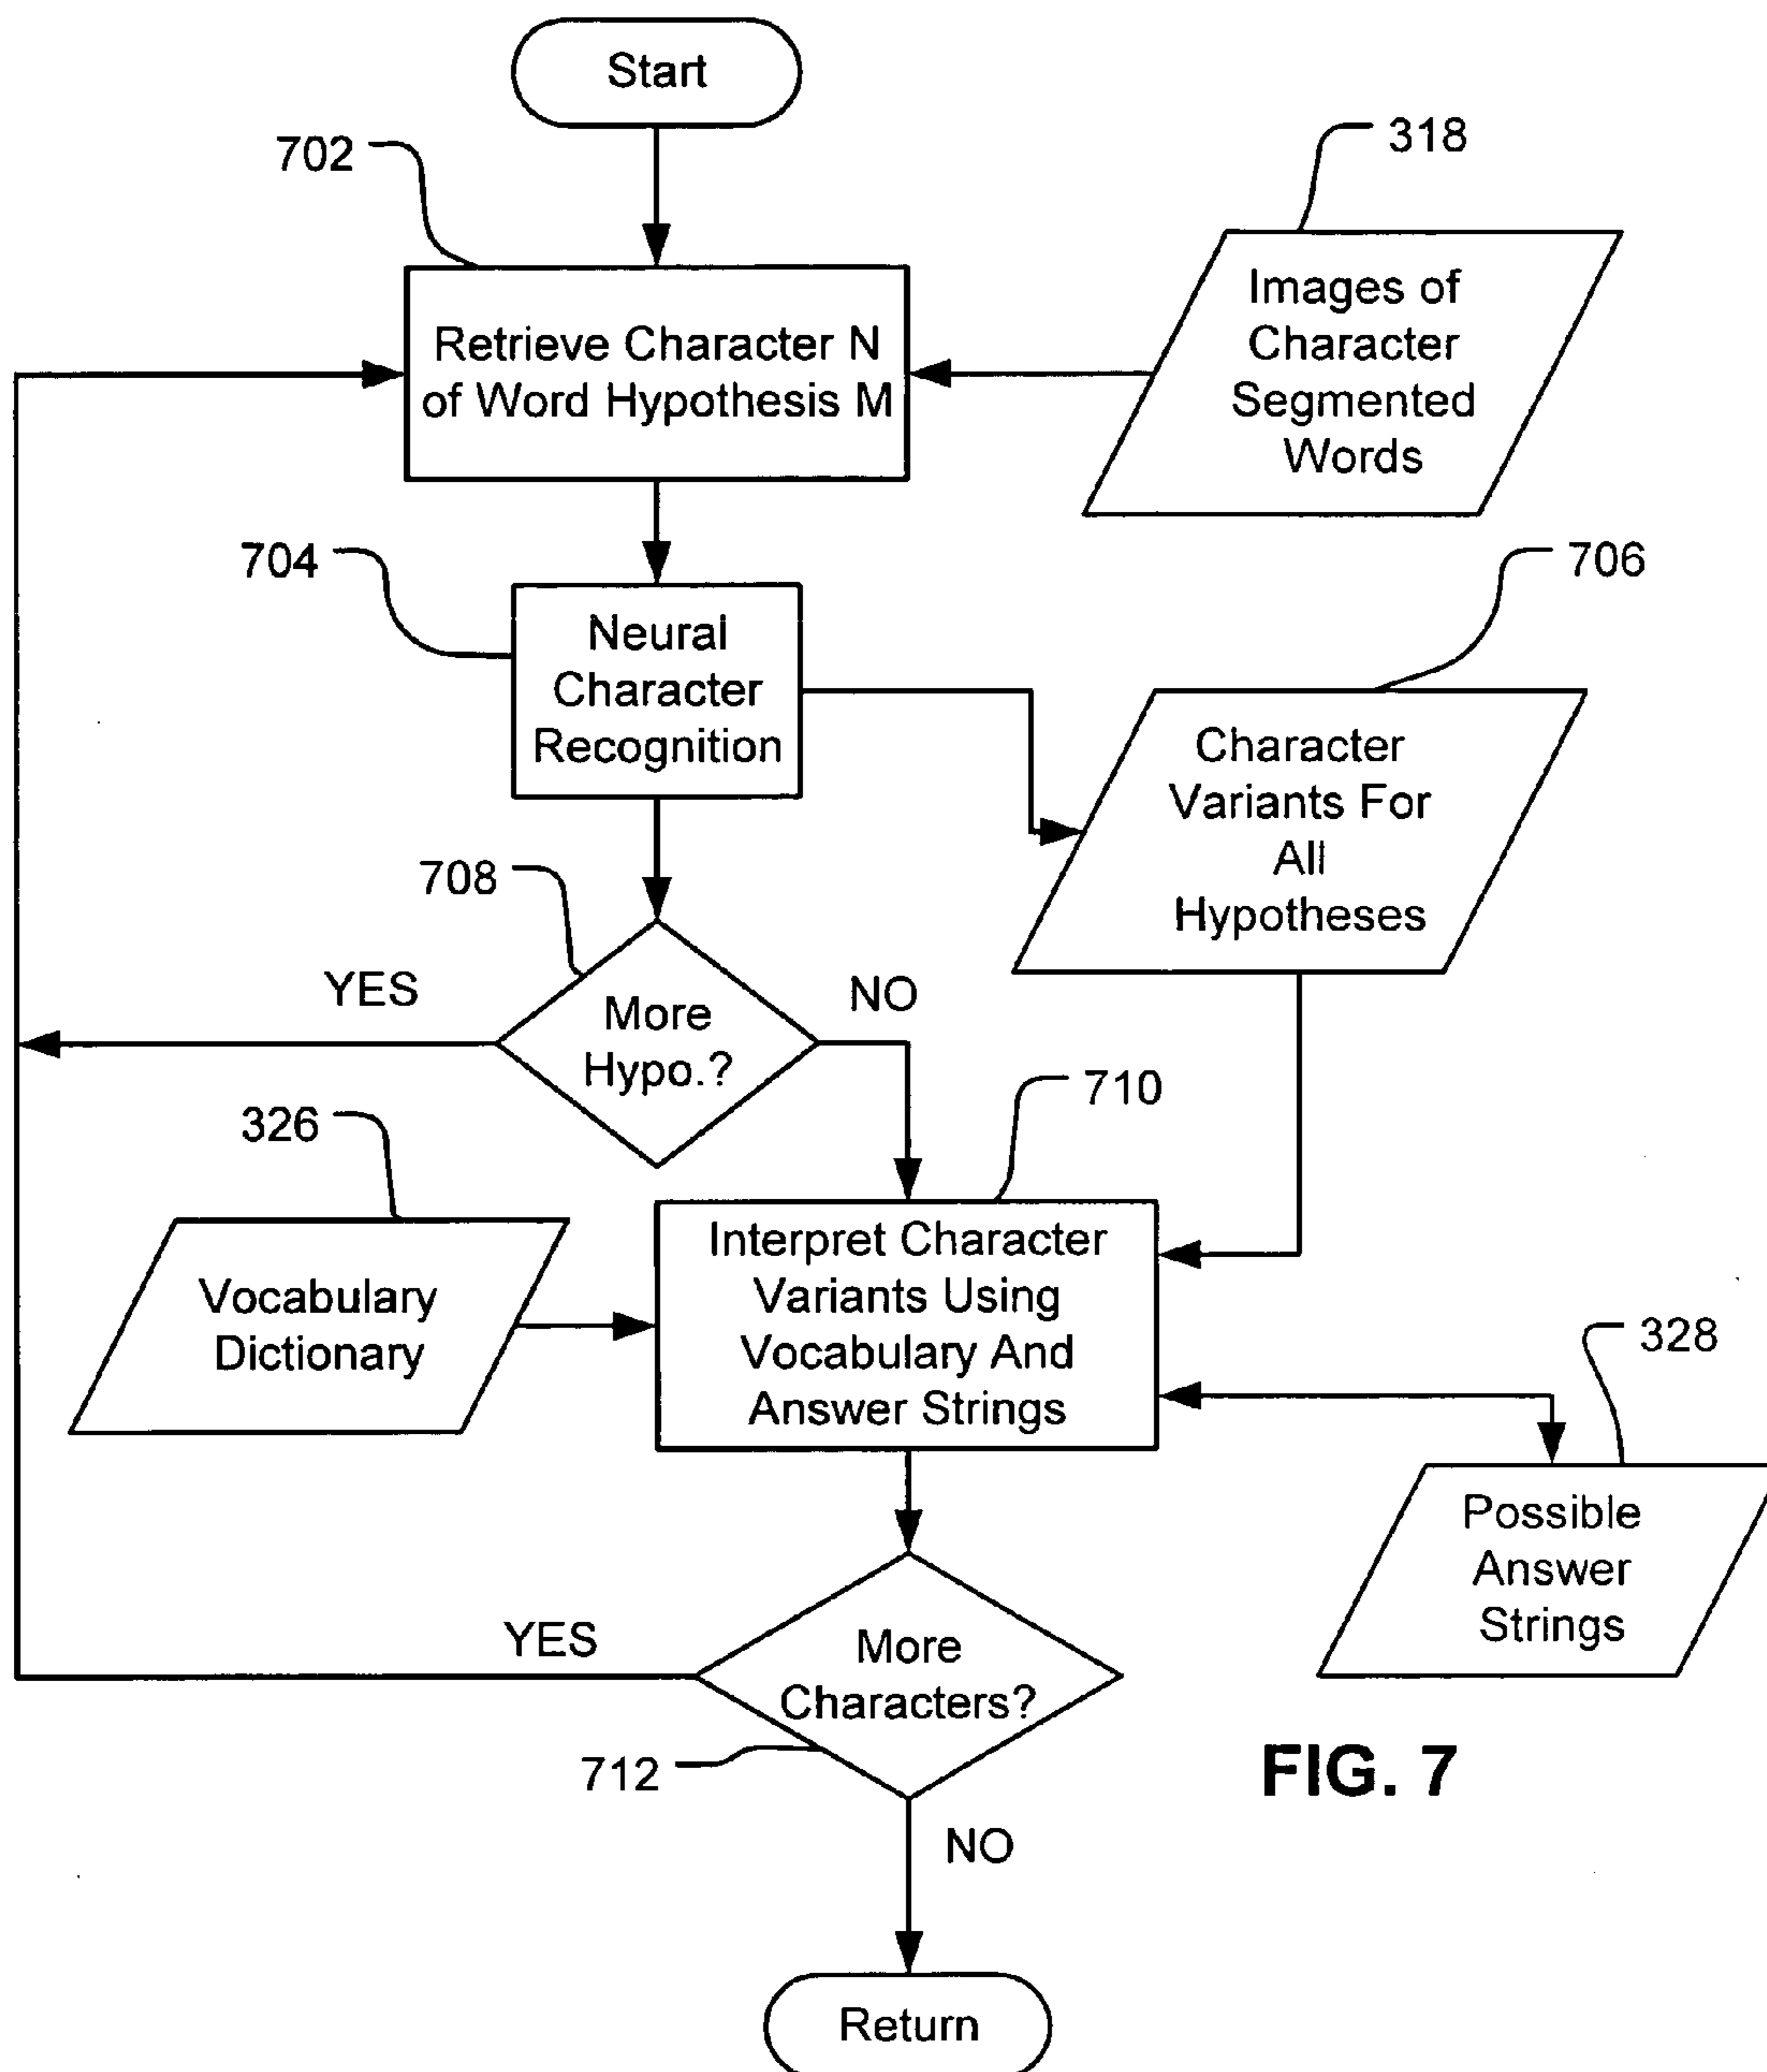 Start
702
318
Retrieve Character N
of Word Hypothesis M
Images of
Character
Segmented
Words
704
706
Neural
Character
Recognition
Character
Variants For
All
Hypotheses
708
YES
NO
More
Hypo.?
710
326
Interpret Character
Variants Using
Vocabulary And
Answer Strings
Vocabulary
Dictionary
328
Possible
Answer
Strings
YES
More
Characters?
712
FIG. 7
NO
Return